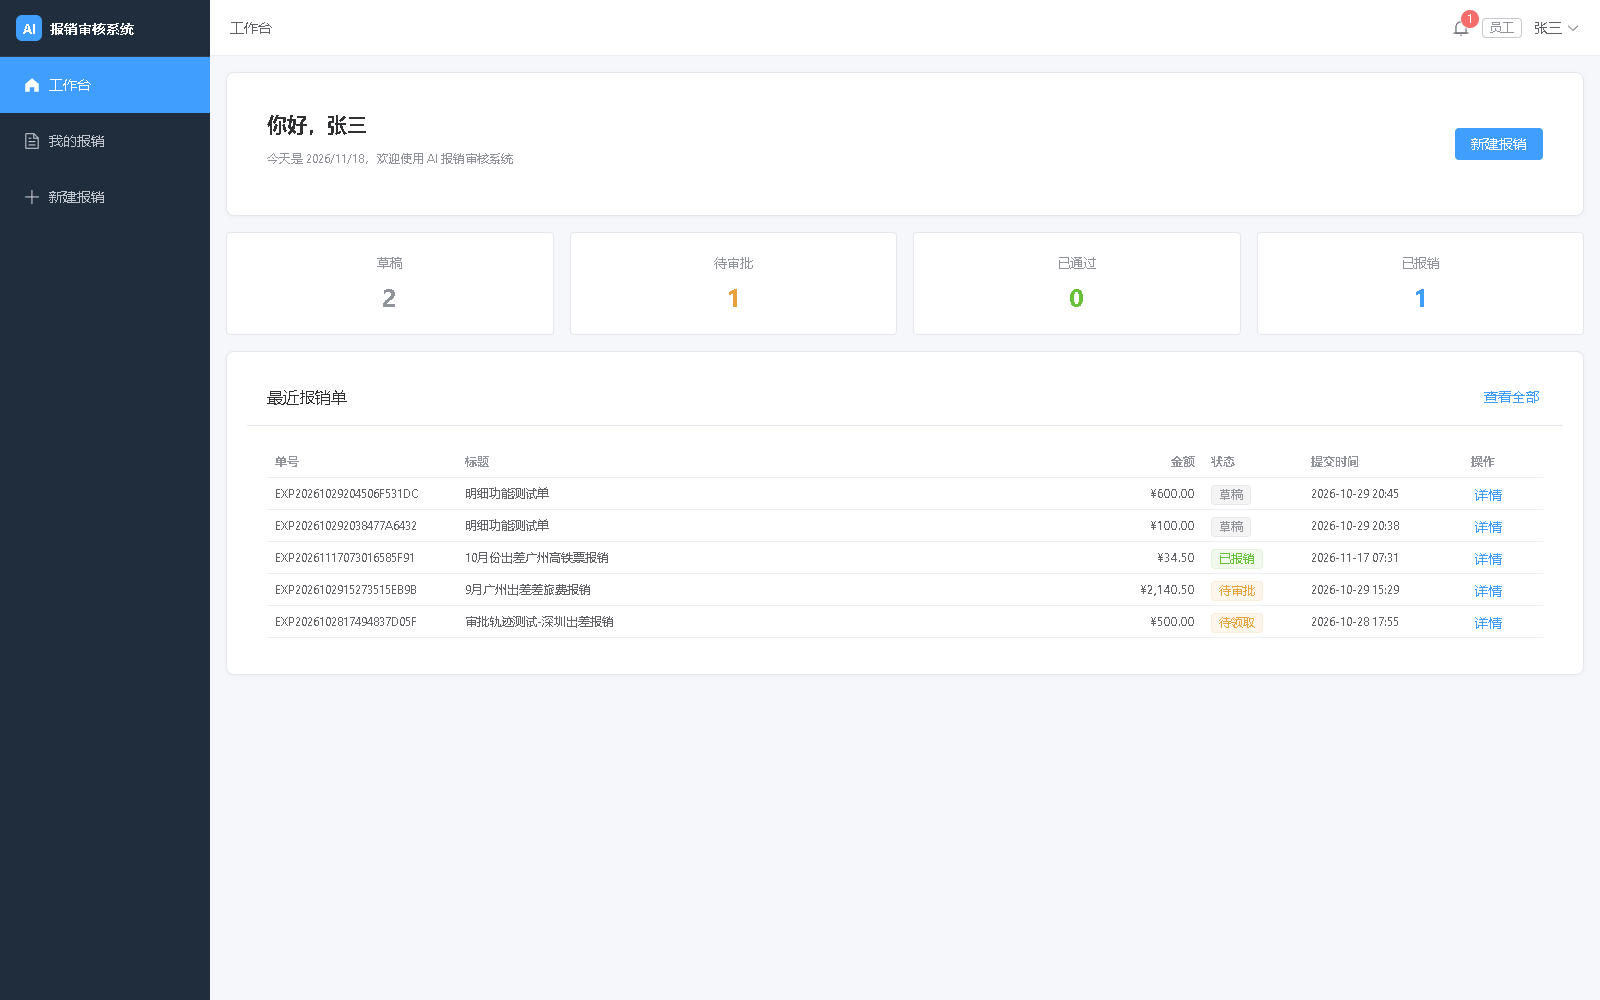 AI 报销审核系统
工作台
我的报销
新建报销
工作台
1
员工 张三
你好，张三
今天是 2026/11/18，欢迎使用 AI 报销审核系统
新建报销
草稿
2
待审批
1
已通过
0
已报销
1
最近报销单 查看全部
单号 标题 金额 状态 提交时间 操作
EXP20261029204506F531DC 明细功能测试单 ¥600.00 草稿 2026-10-29 20:45 详情
EXP202610292038477A6432 明细功能测试单 ¥100.00 草稿 2026-10-29 20:38 详情
EXP20261117073016585F91 10月份出差广州高铁票报销 ¥34.50 已报销 2026-11-17 07:31 详情
EXP2026102915273515EB9B 9月广州出差差旅费报销 ¥2,140.50 待审批 2026-10-29 15:29 详情
EXP2026102817494837D05F 审批轨迹测试-深圳出差报销 ¥500.00 待领取 2026-10-28 17:55 详情